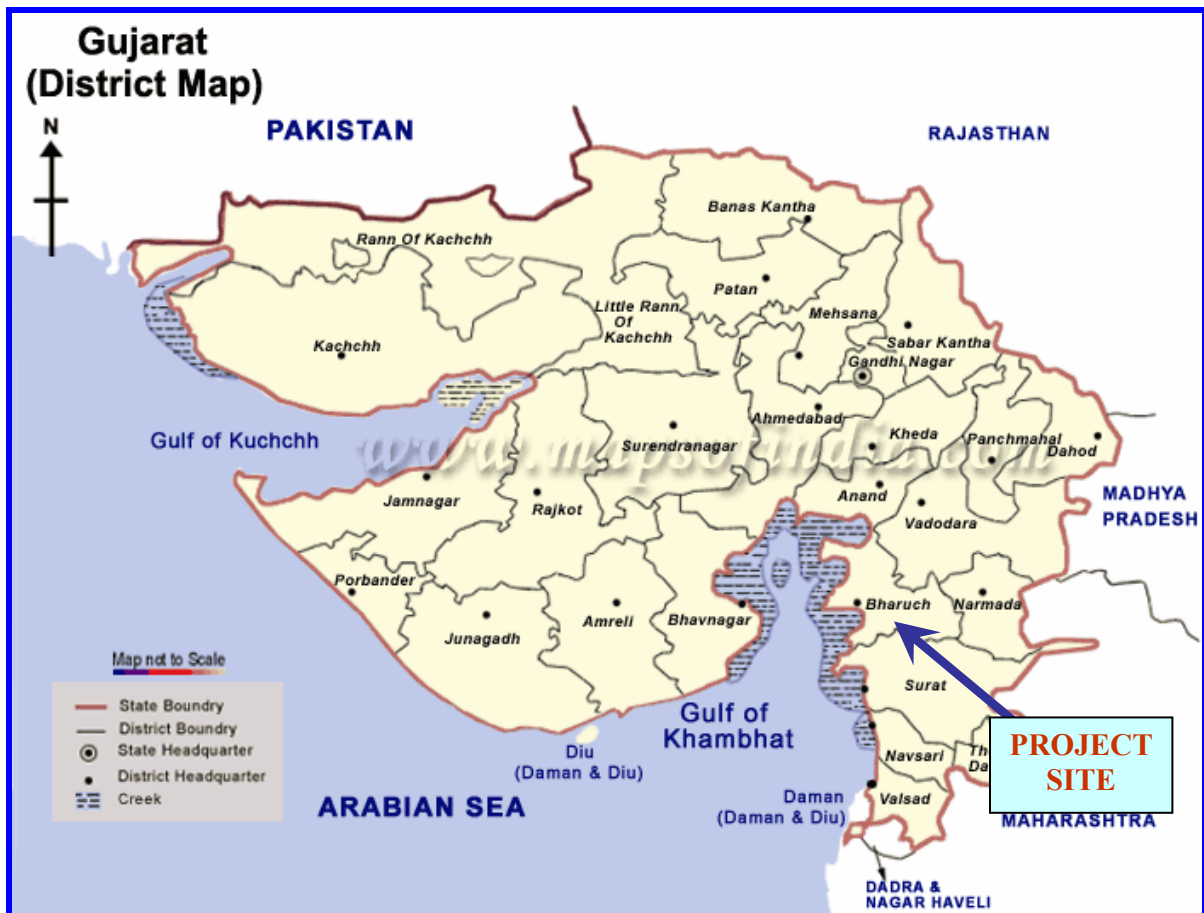 Gujarat
(District Map)
N
PAKISTAN
RAJASTHAN
Banas Kantha
Rann Of Kachchh
Patan
Little Rann
Of
Kachchh
Mehsana
Sabar Kantha
Kachchh
Gandhi Nagar
Ahmedabad
Gulf of Kuchchh
www.mapsofindia.com
Surendranagar
Kheda
Panchmahal
Dahod
Jamnagar
Rajkot
Anand
Vadodara
MADHYA
PRADESH
Porbander
Junagadh
Amreli
Bhavnagar
Bharuch
Narmada
Map not to Scale
Surat
State Boundry
District Boundry
State Headquarter
District Headquarter
Creek
Gulf of
Khambhat
Diu
(Daman & Diu)
Navsari
PROJECT
SITE
ARABIAN SEA
Daman
(Daman & Diu)
Valsad
MAHARASHTRA
DADRA &
NAGAR HAVELI